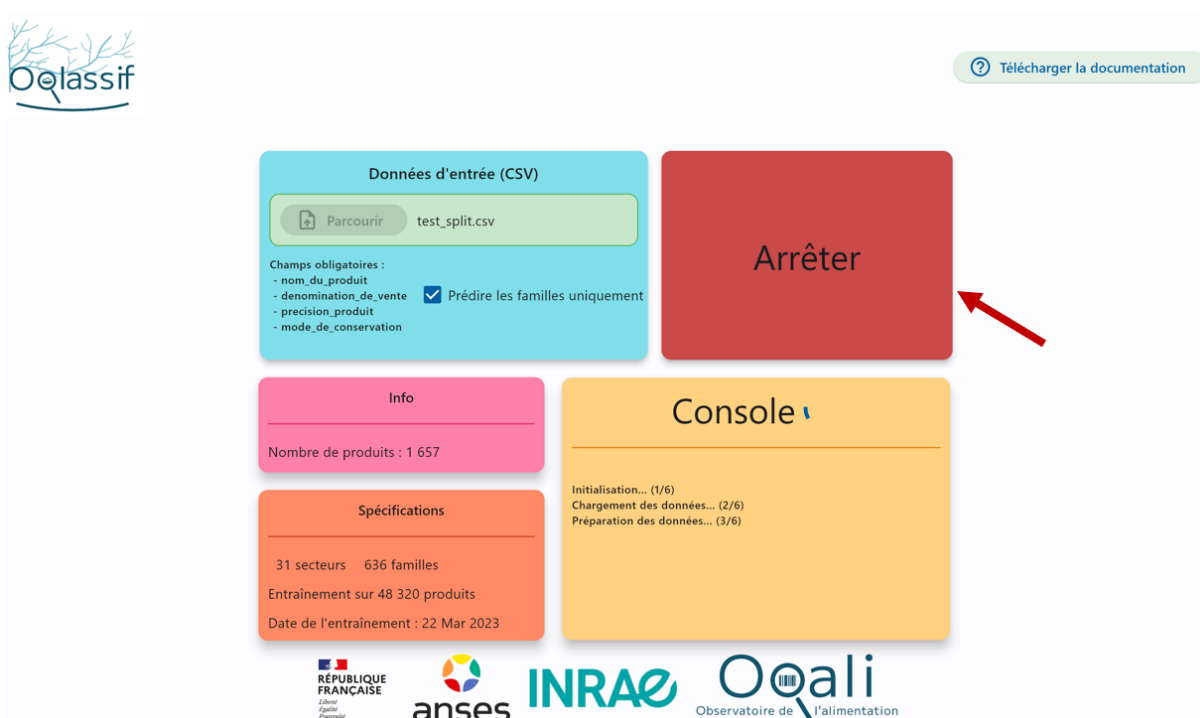 Oqlassif
Télécharger la documentation
Données d'entrée (CSV)
Parcourir test_split.csv
Champs obligatoires :
- nom_du_produit
- denomination_de_vente
- precision_produit
- mode_de_conservation
Prédire les familles uniquement
Arrêter
Info
Nombre de produits : 1 657
Spécifications
31 secteurs 636 familles
Entraînement sur 48 320 produits
Date de l'entraînement : 22 Mar 2023
Console
Initialisation... (1/6)
Chargement des données... (2/6)
Préparation des données... (3/6)
RÉPUBLIQUE
FRANÇAISE
Liberté
Égalité
Fraternité
anses
INRAE
Oqali
Observatoire de l'alimentation